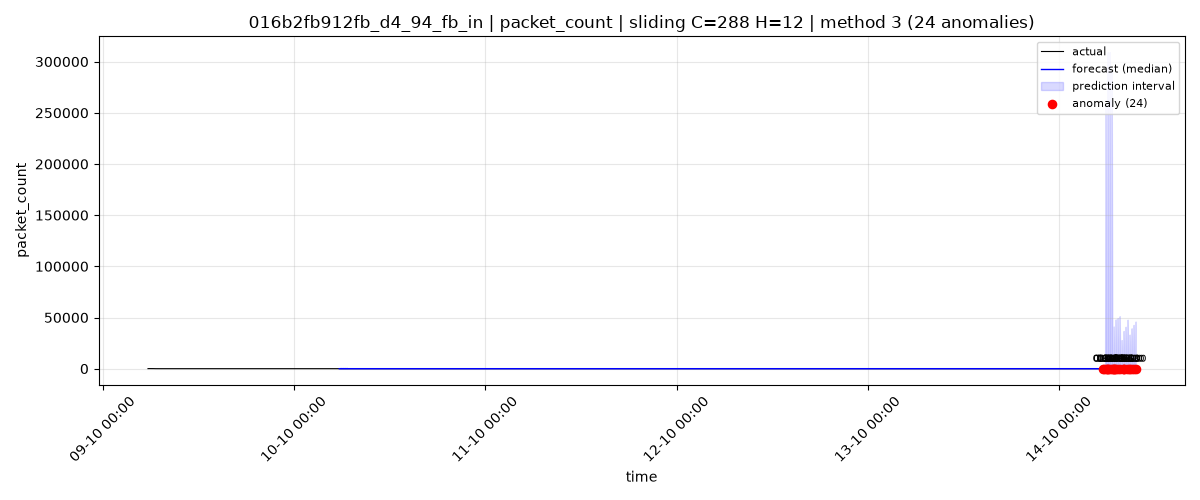 016b2fb912fb_d4_94_fb_in | packet_count | sliding C=288 H=12 | method 3 (24 anomalies)
actual
forecast (median)
prediction interval
anomaly (24)
packet_count
300000
250000
200000
150000
100000
50000
0
09-10 00:00
10-10 00:00
11-10 00:00
12-10 00:00
13-10 00:00
14-10 00:00
time